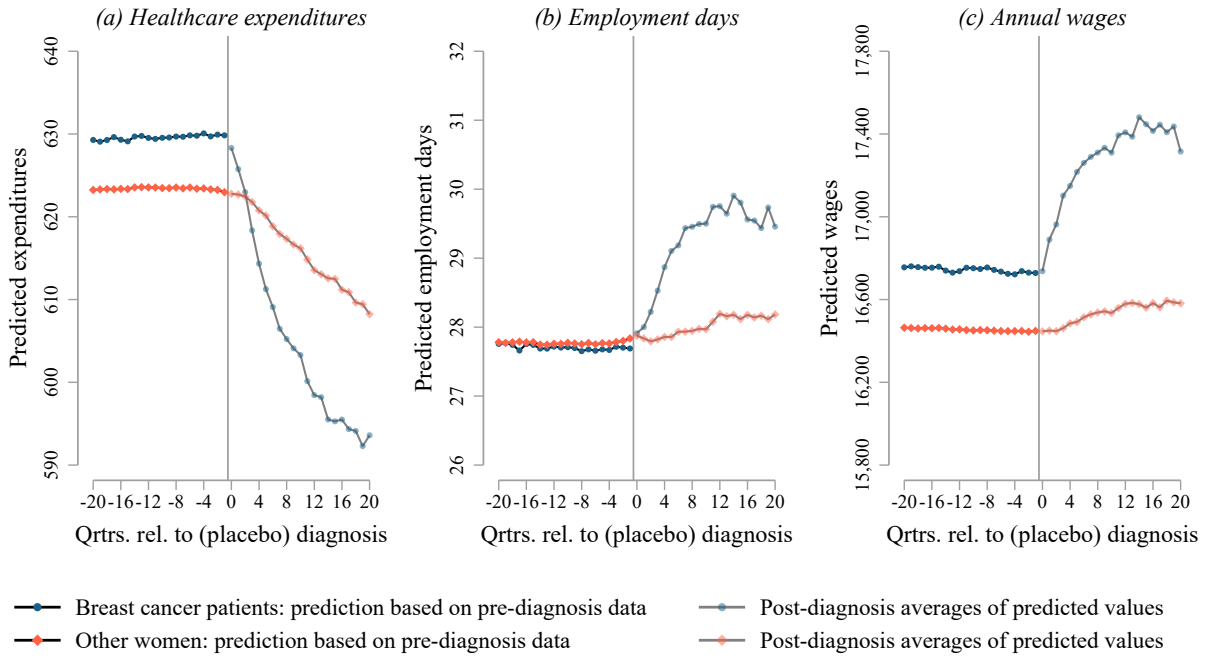 (a) Healthcare expenditures
(b) Employment days
(c) Annual wages
Predicted expenditures
640
630
620
610
600
590
-20 -16 -12 -8 -4 0 4 8 12 16 20
Qrtrs. rel. to (placebo) diagnosis
Predicted employment days
32
31
30
29
28
27
26
-20 -16 -12 -8 -4 0 4 8 12 16 20
Qrtrs. rel. to (placebo) diagnosis
Predicted wages
17,800
17,400
17,000
16,600
16,200
15,800
-20 -16 -12 -8 -4 0 4 8 12 16 20
Qrtrs. rel. to (placebo) diagnosis
Breast cancer patients: prediction based on pre-diagnosis data
Post-diagnosis averages of predicted values
Other women: prediction based on pre-diagnosis data
Post-diagnosis averages of predicted values